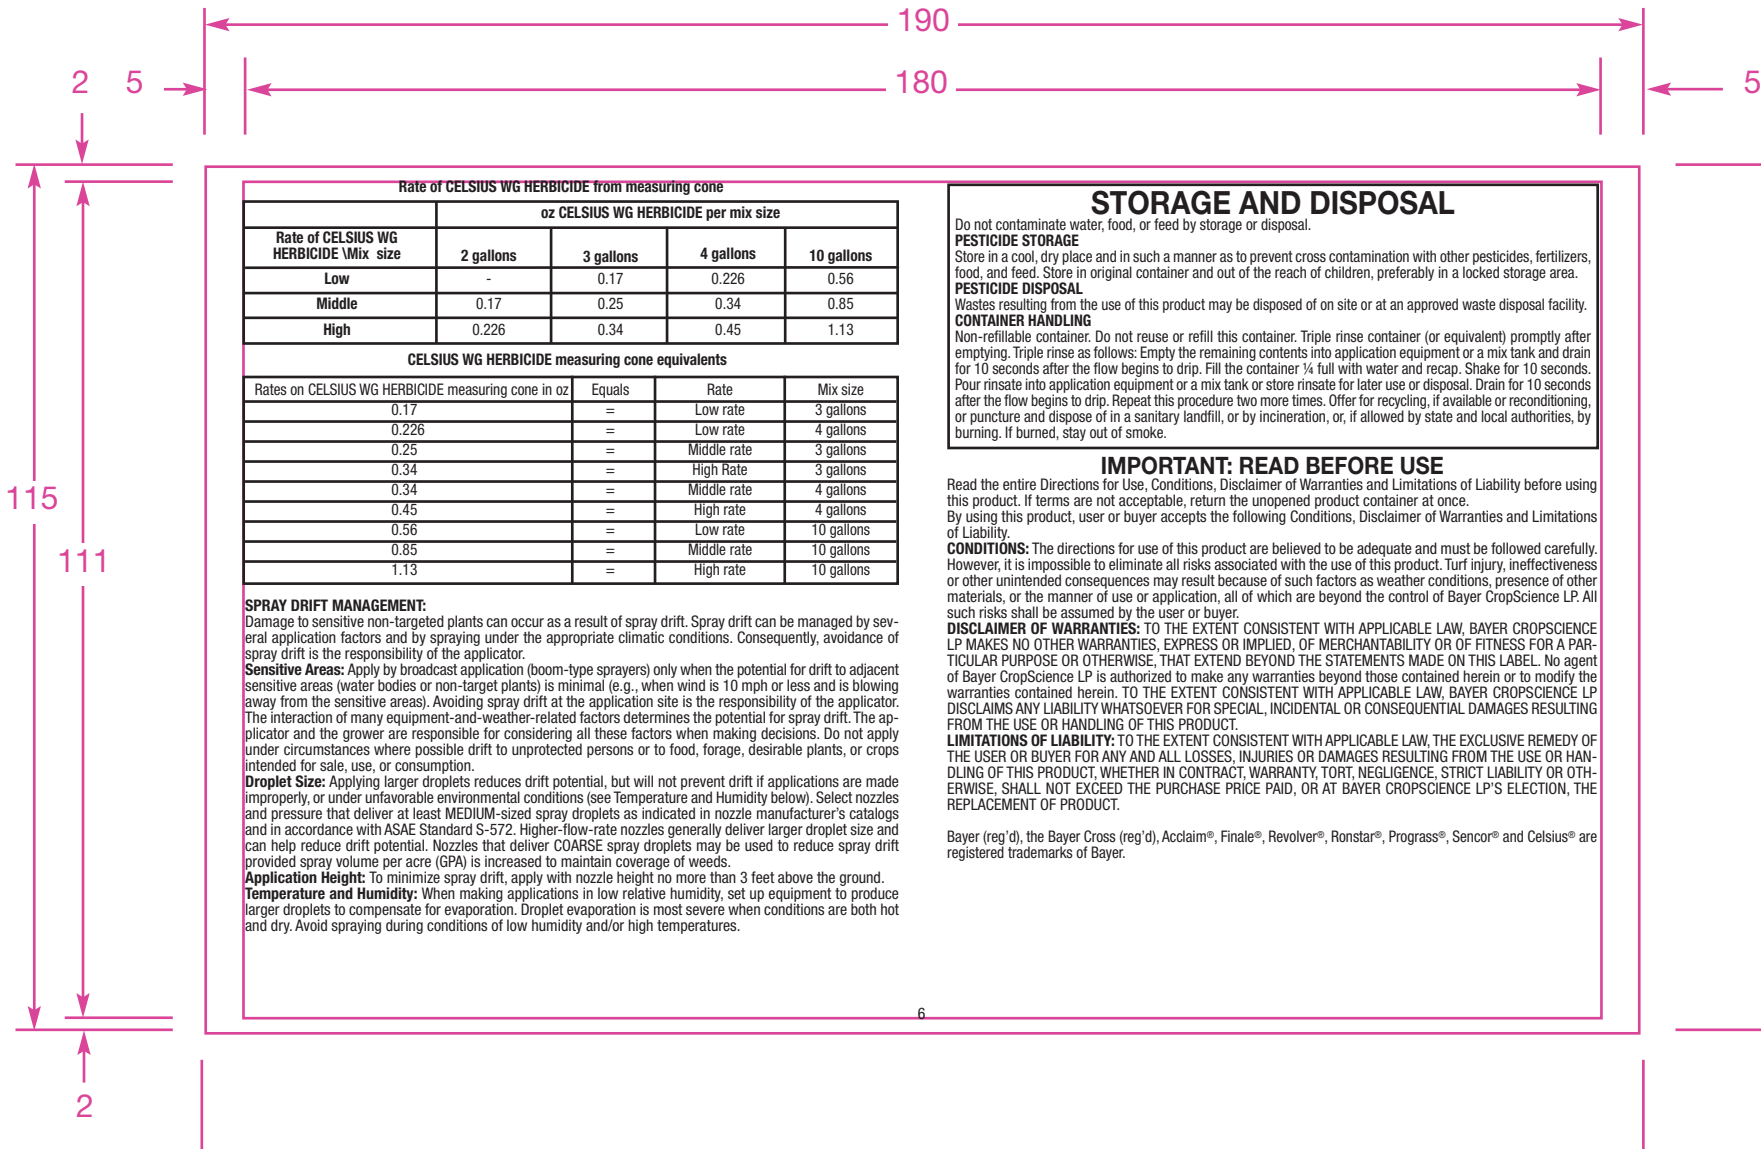 190
2 5 180 5
Rate of CELSIUS WG HERBICIDE from measuring cone
oz CELSIUS WG HERBICIDE per mix size
Rate of CELSIUS WG
HERBICIDE \Mix size 2 gallons 3 gallons 4 gallons 10 gallons
Low - 0.17 0.226 0.56
Middle 0.17 0.25 0.34 0.85
High 0.226 0.34 0.45 1.13
CELSIUS WG HERBICIDE measuring cone equivalents
Rates on CELSIUS WG HERBICIDE measuring cone in oz Equals Rate Mix size
0.17 = Low rate 3 gallons
0.226 = Low rate 4 gallons
0.25 = Middle rate 3 gallons
0.34 = High Rate 3 gallons
0.34 = Middle rate 4 gallons
0.45 = High rate 4 gallons
0.56 = Low rate 10 gallons
0.85 = Middle rate 10 gallons
1.13 = High rate 10 gallons
115
111
SPRAY DRIFT MANAGEMENT:
Damage to sensitive non-targeted plants can occur as a result of spray drift. Spray drift can be managed by sev-
eral application factors and by spraying under the appropriate climatic conditions. Consequently, avoidance of
spray drift is the responsibility of the applicator.
Sensitive Areas: Apply by broadcast application (boom-type sprayers) only when the potential for drift to adjacent
sensitive areas (water bodies or non-target plants) is minimal (e.g., when wind is 10 mph or less and is blowing
away from the sensitive areas). Avoiding spray drift at the application site is the responsibility of the applicator.
The interaction of many equipment-and-weather-related factors determines the potential for spray drift. The ap-
plicator and the grower are responsible for considering all these factors when making decisions. Do not apply
under circumstances where possible drift to unprotected persons or to food, forage, desirable plants, or crops
intended for sale, use, or consumption.
Droplet Size: Applying larger droplets reduces drift potential, but will not prevent drift if applications are made
improperly, or under unfavorable environmental conditions (see Temperature and Humidity below). Select nozzles
and pressure that deliver at least MEDIUM-sized spray droplets as indicated in nozzle manufacturer's catalogs
and in accordance with ASAE Standard S-572. Higher-flow-rate nozzles generally deliver larger droplet size and
can help reduce drift potential. Nozzles that deliver COARSE spray droplets may be used to reduce spray drift
provided spray volume per acre (GPA) is increased to maintain coverage of weeds.
Application Height: To minimize spray drift, apply with nozzle height no more than 3 feet above the ground.
Temperature and Humidity: When making applications in low relative humidity, set up equipment to produce
larger droplets to compensate for evaporation. Droplet evaporation is most severe when conditions are both hot
and dry. Avoid spraying during conditions of low humidity and/or high temperatures.
STORAGE AND DISPOSAL
Do not contaminate water, food, or feed by storage or disposal.
PESTICIDE STORAGE
Store in a cool, dry place and in such a manner as to prevent cross contamination with other pesticides, fertilizers,
food, and feed. Store in original container and out of the reach of children, preferably in a locked storage area.
PESTICIDE DISPOSAL
Wastes resulting from the use of this product may be disposed of on site or at an approved waste disposal facility.
CONTAINER HANDLING
Non-refillable container. Do not reuse or refill this container. Triple rinse container (or equivalent) promptly after
emptying. Triple rinse as follows: Empty the remaining contents into application equipment or a mix tank and drain
for 10 seconds after the flow begins to drip. Fill the container ¼ full with water and recap. Shake for 10 seconds.
Pour rinsate into application equipment or a mix tank or store rinsate for later use or disposal. Drain for 10 seconds
after the flow begins to drip. Repeat this procedure two more times. Offer for recycling, if available or reconditioning,
or puncture and dispose of in a sanitary landfill, or by incineration, or, if allowed by state and local authorities, by
burning. If burned, stay out of smoke.
IMPORTANT: READ BEFORE USE
Read the entire Directions for Use, Conditions, Disclaimer of Warranties and Limitations of Liability before using
this product. If terms are not acceptable, return the unopened product container at once.
By using this product, user or buyer accepts the following Conditions, Disclaimer of Warranties and Limitations
of Liability.
CONDITIONS: The directions for use of this product are believed to be adequate and must be followed carefully.
However, it is impossible to eliminate all risks associated with the use of this product. Turf injury, ineffectiveness
or other unintended consequences may result because of such factors as weather conditions, presence of other
materials, or the manner of use or application, all of which are beyond the control of Bayer CropScience LP. All
such risks shall be assumed by the user or buyer.
DISCLAIMER OF WARRANTIES: TO THE EXTENT CONSISTENT WITH APPLICABLE LAW, BAYER CROPSCIENCE
LP MAKES NO OTHER WARRANTIES, EXPRESS OR IMPLIED, OF MERCHANTABILITY OR OF FITNESS FOR A PAR-
TICULAR PURPOSE OR OTHERWISE, THAT EXTEND BEYOND THE STATEMENTS MADE ON THIS LABEL. No agent
of Bayer CropScience LP is authorized to make any warranties beyond those contained herein or to modify the
warranties contained herein. TO THE EXTENT CONSISTENT WITH APPLICABLE LAW, BAYER CROPSCIENCE LP
DISCLAIMS ANY LIABILITY WHATSOEVER FOR SPECIAL, INCIDENTAL OR CONSEQUENTIAL DAMAGES RESULTING
FROM THE USE OR HANDLING OF THIS PRODUCT.
LIMITATIONS OF LIABILITY: TO THE EXTENT CONSISTENT WITH APPLICABLE LAW, THE EXCLUSIVE REMEDY OF
THE USER OR BUYER FOR ANY AND ALL LOSSES, INJURIES OR DAMAGES RESULTING FROM THE USE OR HAN-
DLING OF THIS PRODUCT, WHETHER IN CONTRACT, WARRANTY, TORT, NEGLIGENCE, STRICT LIABILITY OR OTH-
ERWISE, SHALL NOT EXCEED THE PURCHASE PRICE PAID, OR AT BAYER CROPSCIENCE LP'S ELECTION, THE
REPLACEMENT OF PRODUCT.
Bayer (reg'd), the Bayer Cross (reg'd), Acclaim®, Finale®, Revolver®, Ronstar®, Prograss®, Sencor® and Celsius® are
registered trademarks of Bayer.
6
2